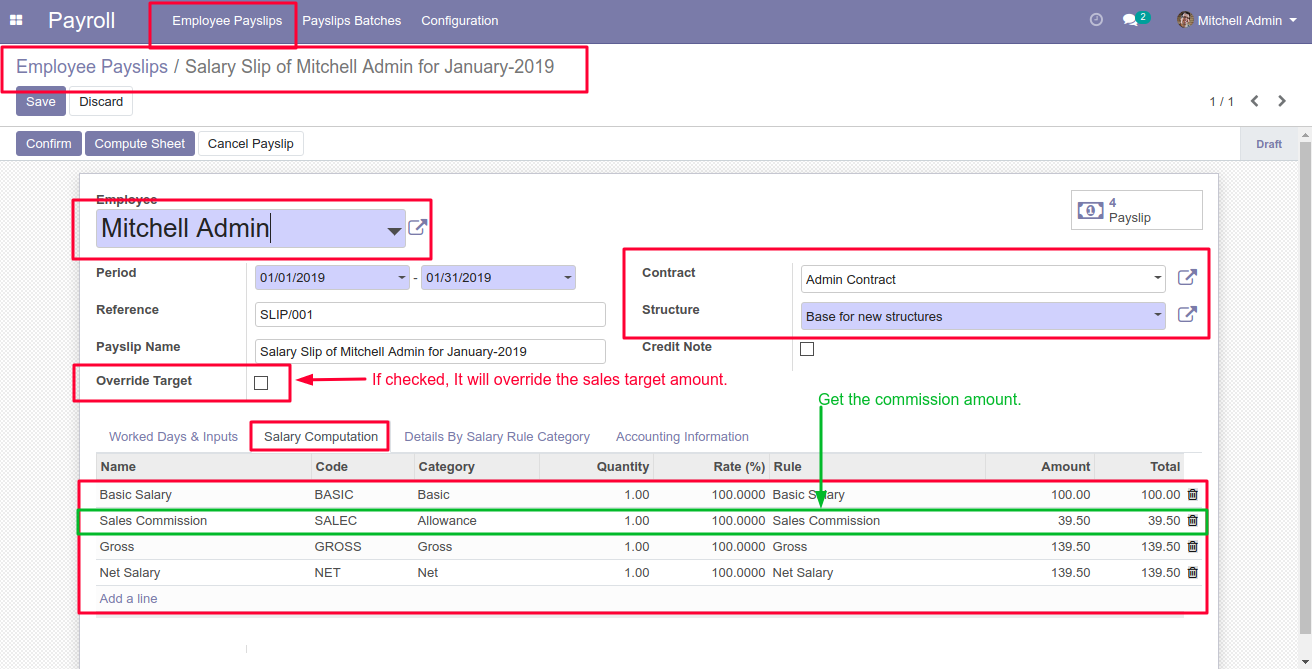 Payroll Employee Payslips Payslips Batches Configuration 2 Mitchell Admin
Employee Payslips / Salary Slip of Mitchell Admin for January-2019
Save Discard 1 / 1
Confirm Compute Sheet Cancel Payslip Draft
Employee
Mitchell Admin
4
Payslip
Period 01/01/2019 - 01/31/2019 Contract Admin Contract
Reference SLIP/001 Structure Base for new structures
Payslip Name Salary Slip of Mitchell Admin for January-2019 Credit Note
Override Target If checked, It will override the sales target amount.
Get the commission amount.
Worked Days & Inputs Salary Computation Details By Salary Rule Category Accounting Information
Name Code Category Quantity Rate (%) Rule Amount Total
Basic Salary BASIC Basic 1.00 100.0000 Basic Salary 100.00 100.00
Sales Commission SALEC Allowance 1.00 100.0000 Sales Commission 39.50 39.50
Gross GROSS Gross 1.00 100.0000 Gross 139.50 139.50
Net Salary NET Net 1.00 100.0000 Net Salary 139.50 139.50
Add a line